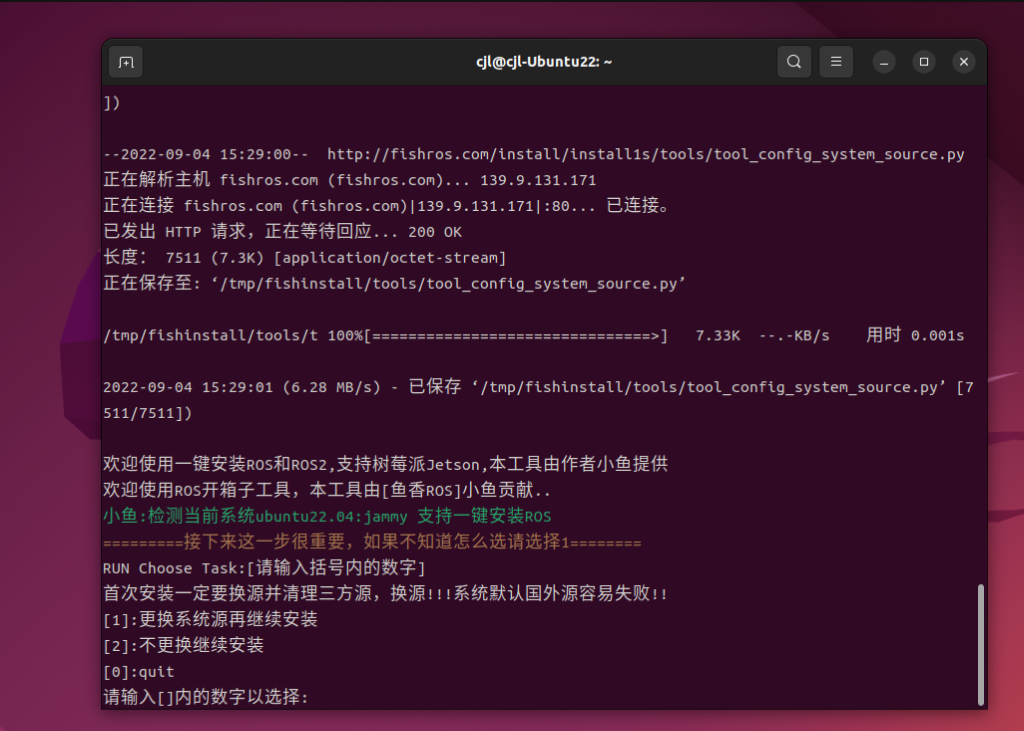 cjl@cjl-Ubuntu22: ~
])
--2022-09-04 15:29:00--  http://fishros.com/install/install1s/tools/tool_config_system_source.py
正在解析主机 fishros.com (fishros.com)... 139.9.131.171
正在连接 fishros.com (fishros.com)|139.9.131.171|:80... 已连接。
已发出 HTTP 请求，正在等待回应... 200 OK
长度： 7511 (7.3K) [application/octet-stream]
正在保存至: ‘/tmp/fishinstall/tools/tool_config_system_source.py’
/tmp/fishinstall/tools/t 100%[===============================>]   7.33K  --.-KB/s    用时 0.001s
2022-09-04 15:29:01 (6.28 MB/s) - 已保存 ‘/tmp/fishinstall/tools/tool_config_system_source.py’ [7
511/7511])
欢迎使用一键安装ROS和ROS2,支持树莓派Jetson,本工具由作者小鱼提供
欢迎使用ROS开箱子工具，本工具由[鱼香ROS]小鱼贡献..
小鱼:检测当前系统ubuntu22.04:jammy 支持一键安装ROS
=========接下来这一步很重要，如果不知道怎么选请选择1========
RUN Choose Task:[请输入括号内的数字]
首次安装一定要换源并清理三方源，换源!!!系统默认国外源容易失败!!
[1]:更换系统源再继续安装
[2]:不更换继续安装
[0]:quit
请输入[]内的数字以选择: